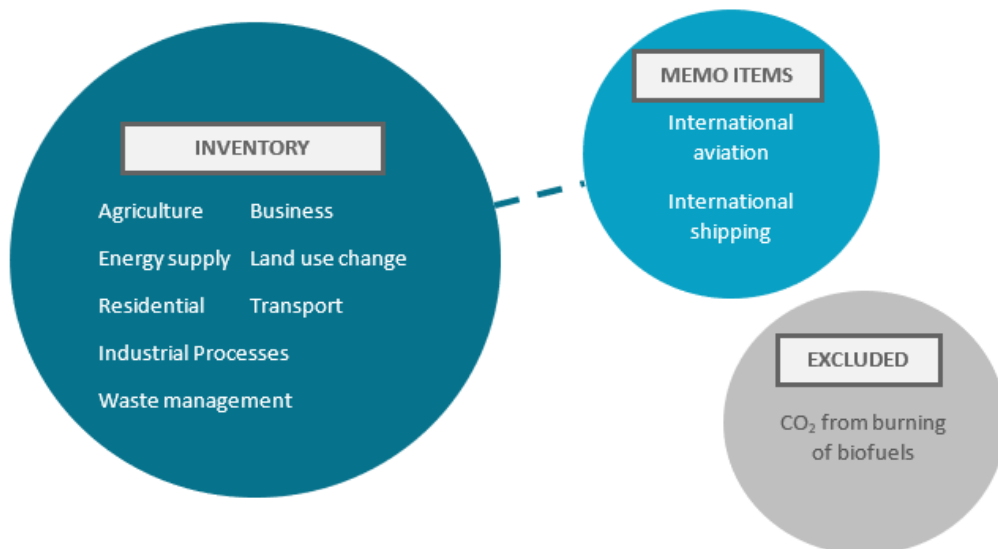 INVENTORY
Agriculture Business
Energy supply Land use change
Residential Transport
Industrial Processes
Waste management
MEMO ITEMS
International
aviation
International
shipping
EXCLUDED
CO₂ from burning
of biofuels